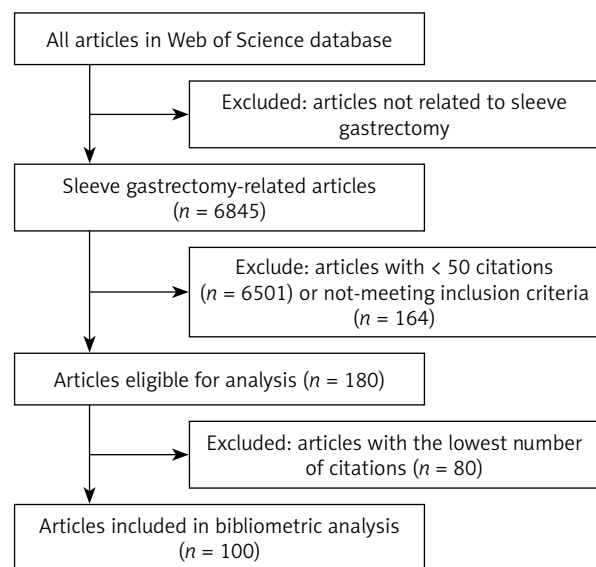 All articles in Web of Science database
Excluded: articles not related to sleeve
gastrectomy
Sleeve gastrectomy-related articles
(n = 6845)
Exclude: articles with < 50 citations
(n = 6501) or not-meeting inclusion criteria
(n = 164)
Articles eligible for analysis (n = 180)
Excluded: articles with the lowest number
of citations (n = 80)
Articles included in bibliometric analysis
(n = 100)